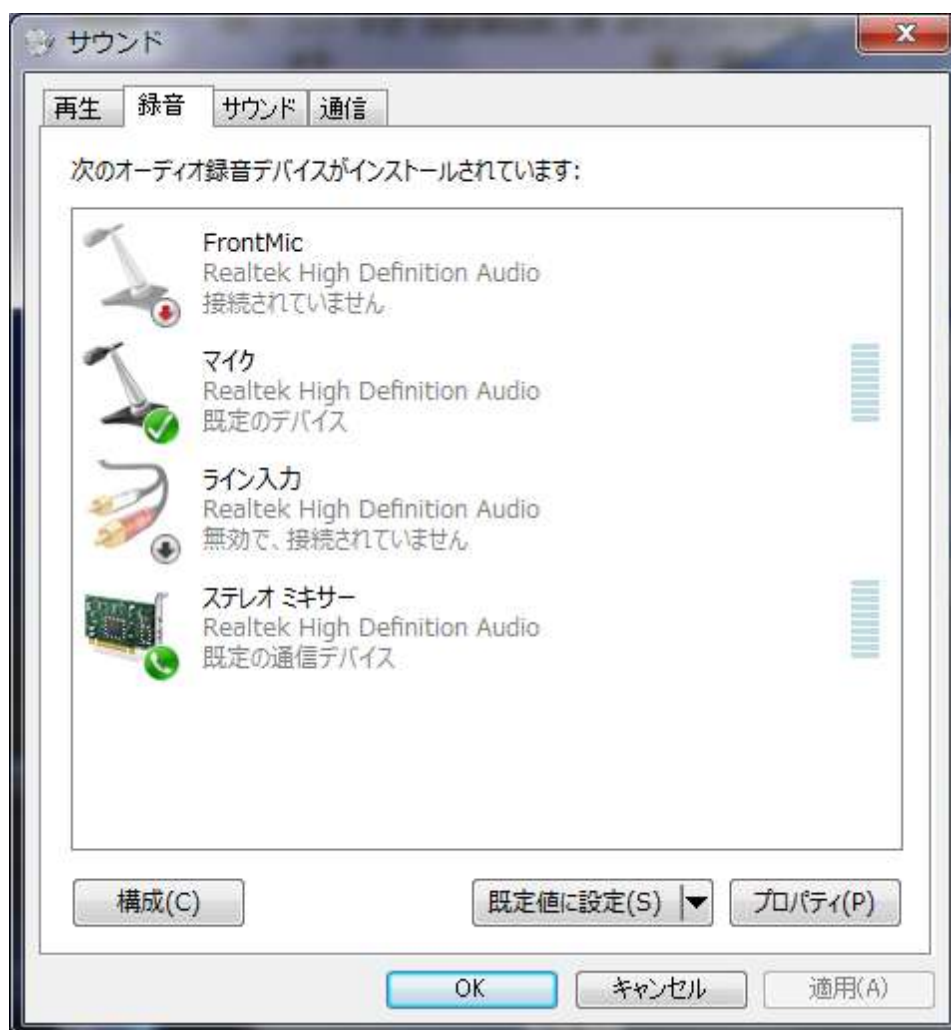 サウンド
再生 録音 サウンド 通信
次のオーディオ録音デバイスがインストールされています:
FrontMic
Realtek High Definition Audio
接続されていません
マイク
Realtek High Definition Audio
既定のデバイス
ライン入力
Realtek High Definition Audio
無効で、接続されていません
ステレオ ミキサー
Realtek High Definition Audio
既定の通信デバイス
構成(C) 既定値に設定(S) プロパティ(P)
OK キャンセル 適用(A)